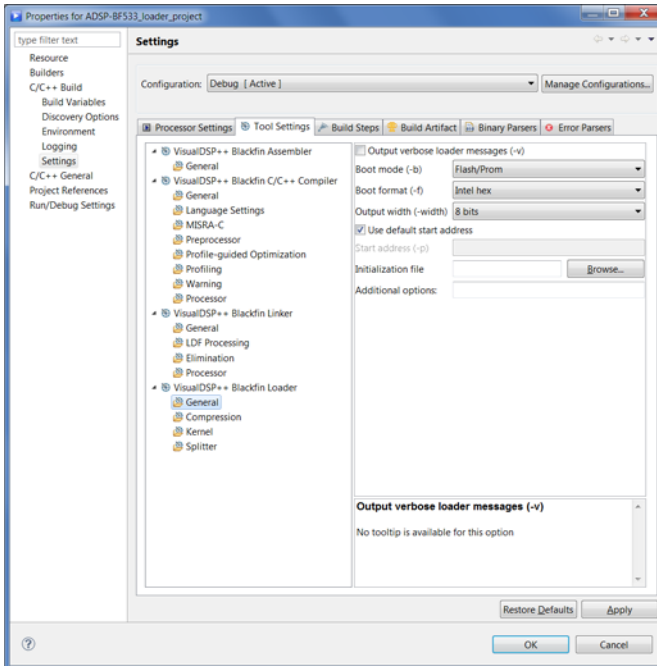 Properties for ADSP-BF533_loader_project
type filter text
Resource
Builders
C/C++ Build
Build Variables
Discovery Options
Environment
Logging
Settings
C/C++ General
Project References
Run/Debug Settings
Settings
Configuration: Debug [ Active ] Manage Configurations...
Processor Settings Tool Settings Build Steps Build Artifact Binary Parsers Error Parsers
VisualDSP++ Blackfin Assembler
General
VisualDSP++ Blackfin C/C++ Compiler
General
Language Settings
MISRA-C
Preprocessor
Profile-guided Optimization
Profiling
Warning
Processor
VisualDSP++ Blackfin Linker
General
LDF Processing
Elimination
Processor
VisualDSP++ Blackfin Loader
General
Compression
Kernel
Splitter
Output verbose loader messages (-v)
Boot mode (-b) Flash/Prom
Boot format (-f) Intel hex
Output width (-width) 8 bits
Use default start address
Start address (-p)
Initialization file Browse...
Additional options:
Output verbose loader messages (-v)
No tooltip is available for this option
Restore Defaults Apply
OK Cancel